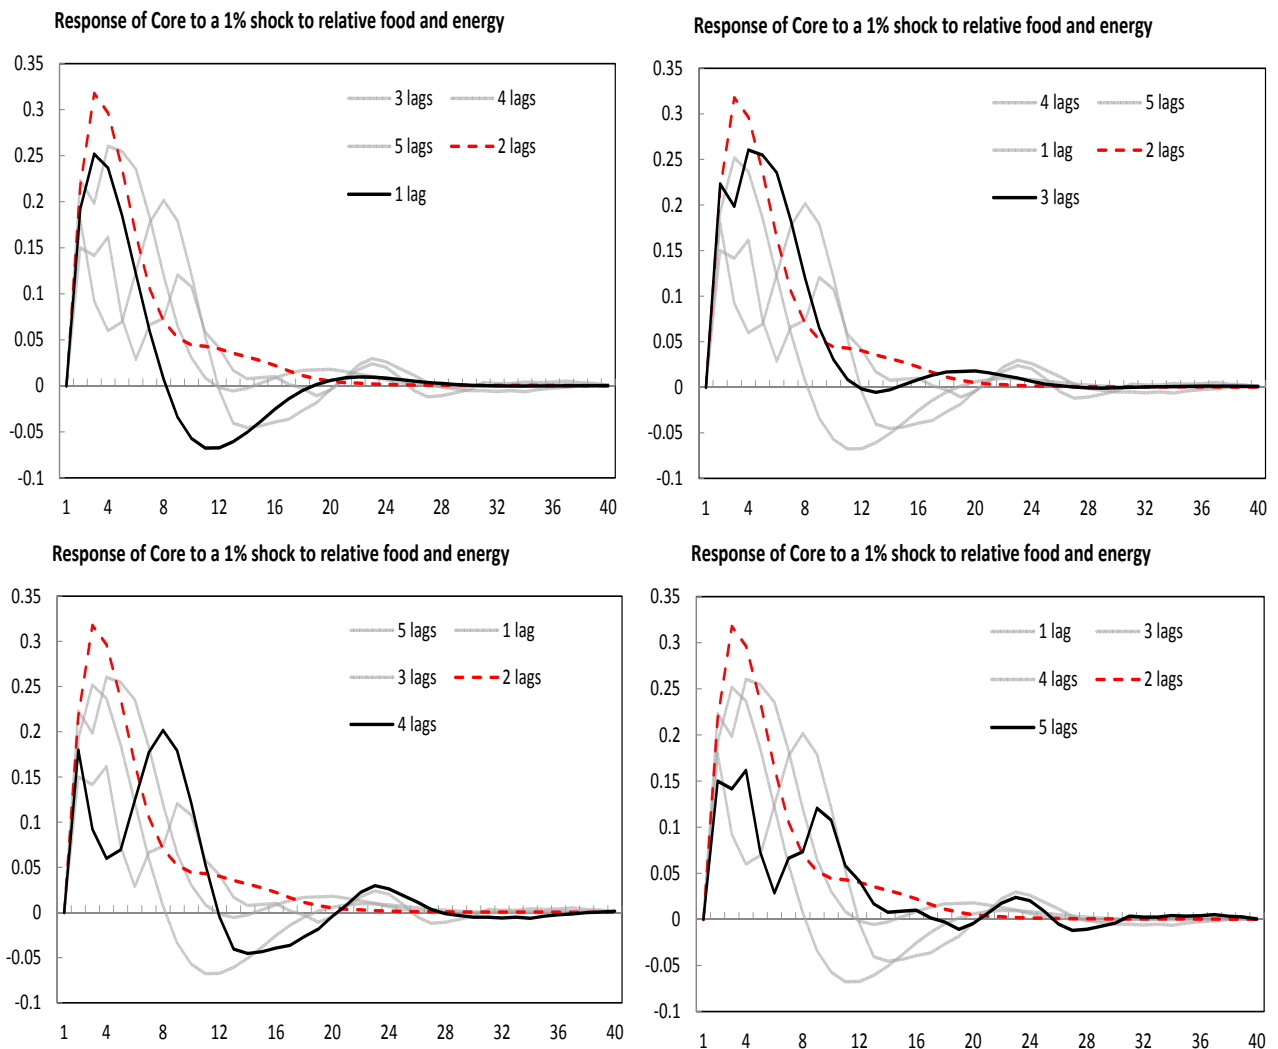 Response of Core to a 1% shock to relative food and energy
0.35
0.3
0.25
0.2
0.15
0.1
0.05
0
-0.05
-0.1
1 4 8 12 16 20 24 28 32 36 40
3 lags 4 lags
5 lags 2 lags
1 lag
Response of Core to a 1% shock to relative food and energy
0.35
0.3
0.25
0.2
0.15
0.1
0.05
0
-0.05
-0.1
1 4 8 12 16 20 24 28 32 36 40
4 lags 5 lags
1 lag 2 lags
3 lags
Response of Core to a 1% shock to relative food and energy
0.35
0.3
0.25
0.2
0.15
0.1
0.05
0
-0.05
-0.1
1 4 8 12 16 20 24 28 32 36 40
5 lags 1 lag
3 lags 2 lags
4 lags
Response of Core to a 1% shock to relative food and energy
0.35
0.3
0.25
0.2
0.15
0.1
0.05
0
-0.05
-0.1
1 4 8 12 16 20 24 28 32 36 40
1 lag 3 lags
4 lags 2 lags
5 lags